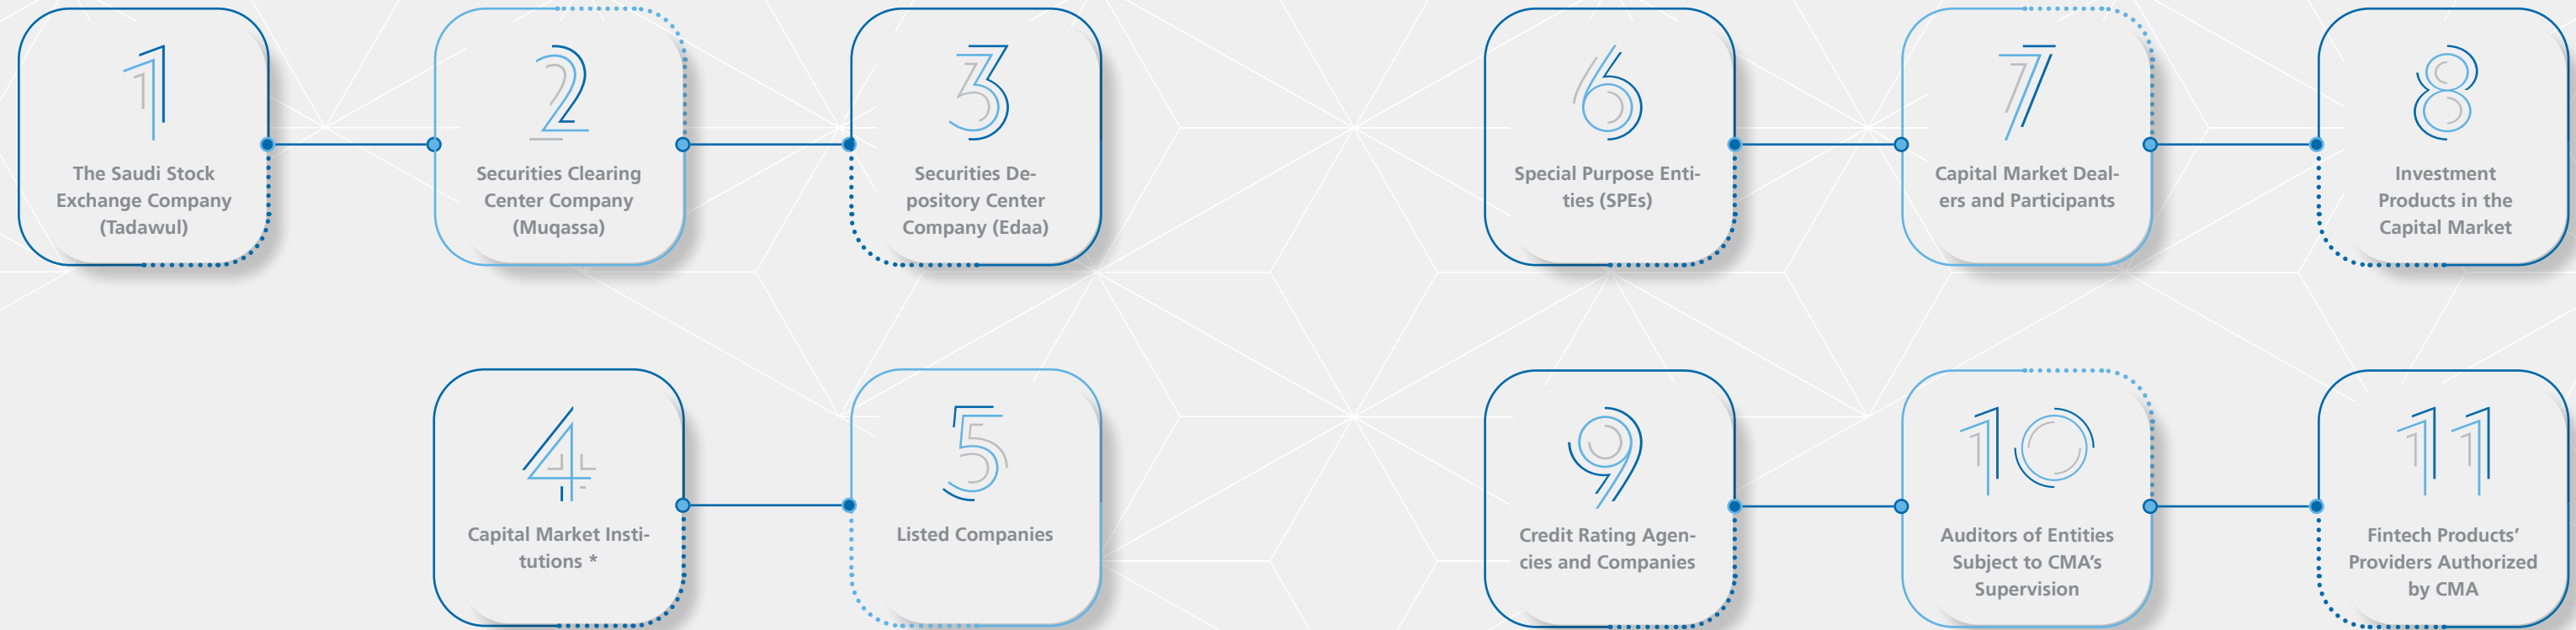 1
The Saudi Stock
Exchange Company
(Tadawul)
2
Securities Clearing
Center Company
(Muqassa)
3
Securities De-
pository Center
Company (Edaa)
4
Capital Market Insti-
tutions *
5
Listed Companies
6
Special Purpose Enti-
ties (SPEs)
7
Capital Market Deal-
ers and Participants
8
Investment
Products in the
Capital Market
9
Credit Rating Agen-
cies and Companies
10
Auditors of Entities
Subject to CMA’s
Supervision
11
Fintech Products’
Providers Authorized
by CMA